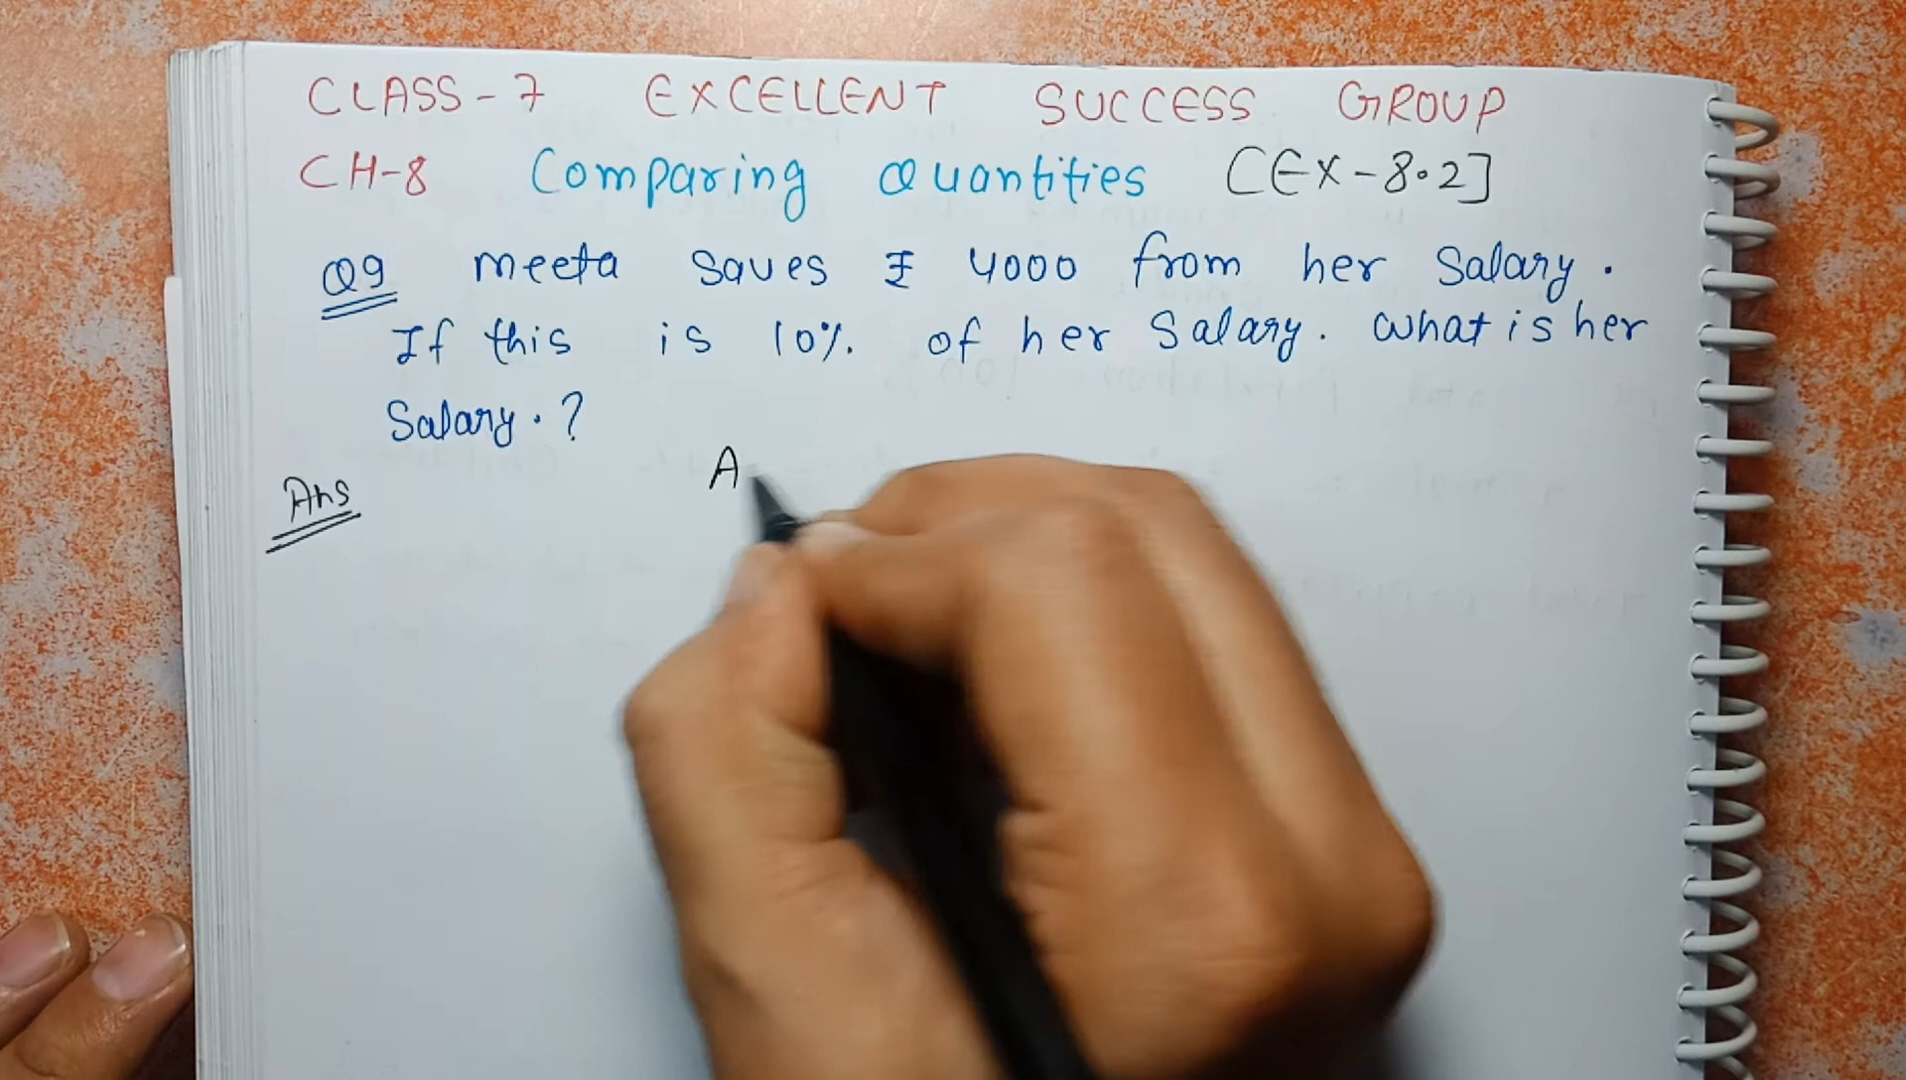 CLASS-7 EXCELLENT SUCCESS GROUP
CH-8 Comparing Quantities [EX-8.2]
Q9 meeta saves ₹ 4000 from her salary.
If this is 10% of her salary. What is her
Salary.?
Ans A